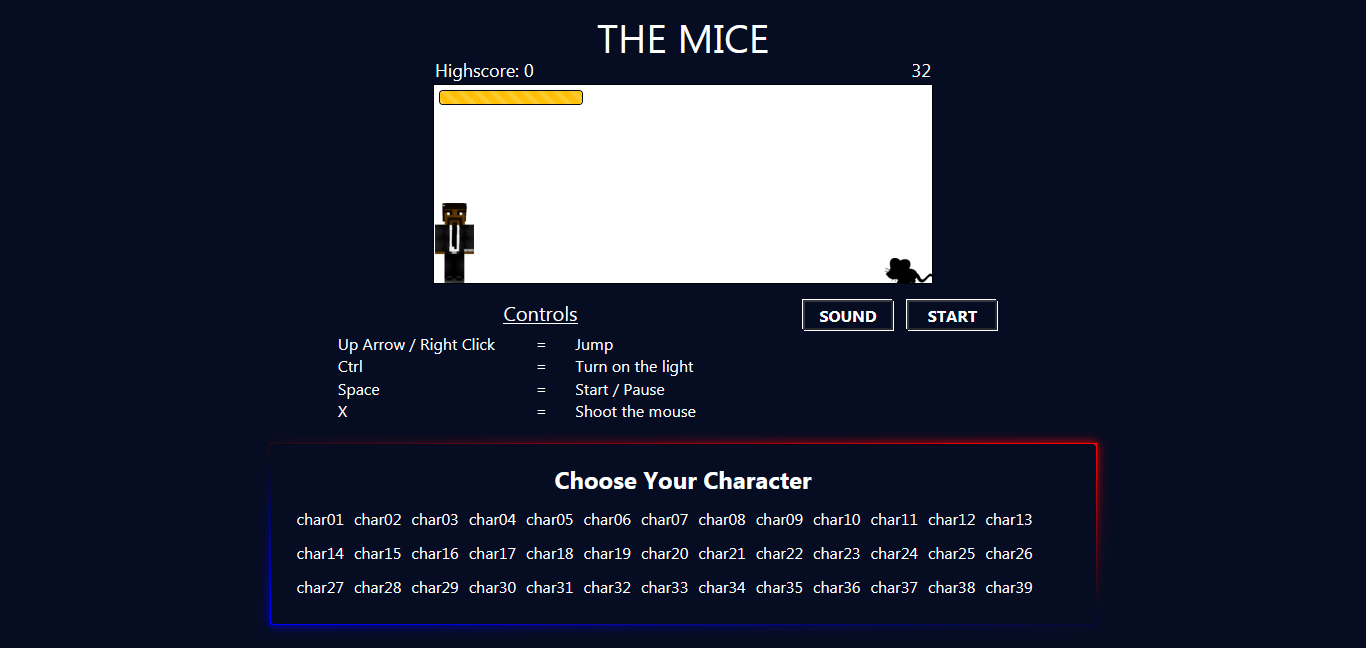 THE MICE
Highscore: 0 32
Controls
SOUND START
Up Arrow / Right Click = Jump
Ctrl = Turn on the light
Space = Start / Pause
X = Shoot the mouse
Choose Your Character
char01 char02 char03 char04 char05 char06 char07 char08 char09 char10 char11 char12 char13
char14 char15 char16 char17 char18 char19 char20 char21 char22 char23 char24 char25 char26
char27 char28 char29 char30 char31 char32 char33 char34 char35 char36 char37 char38 char39